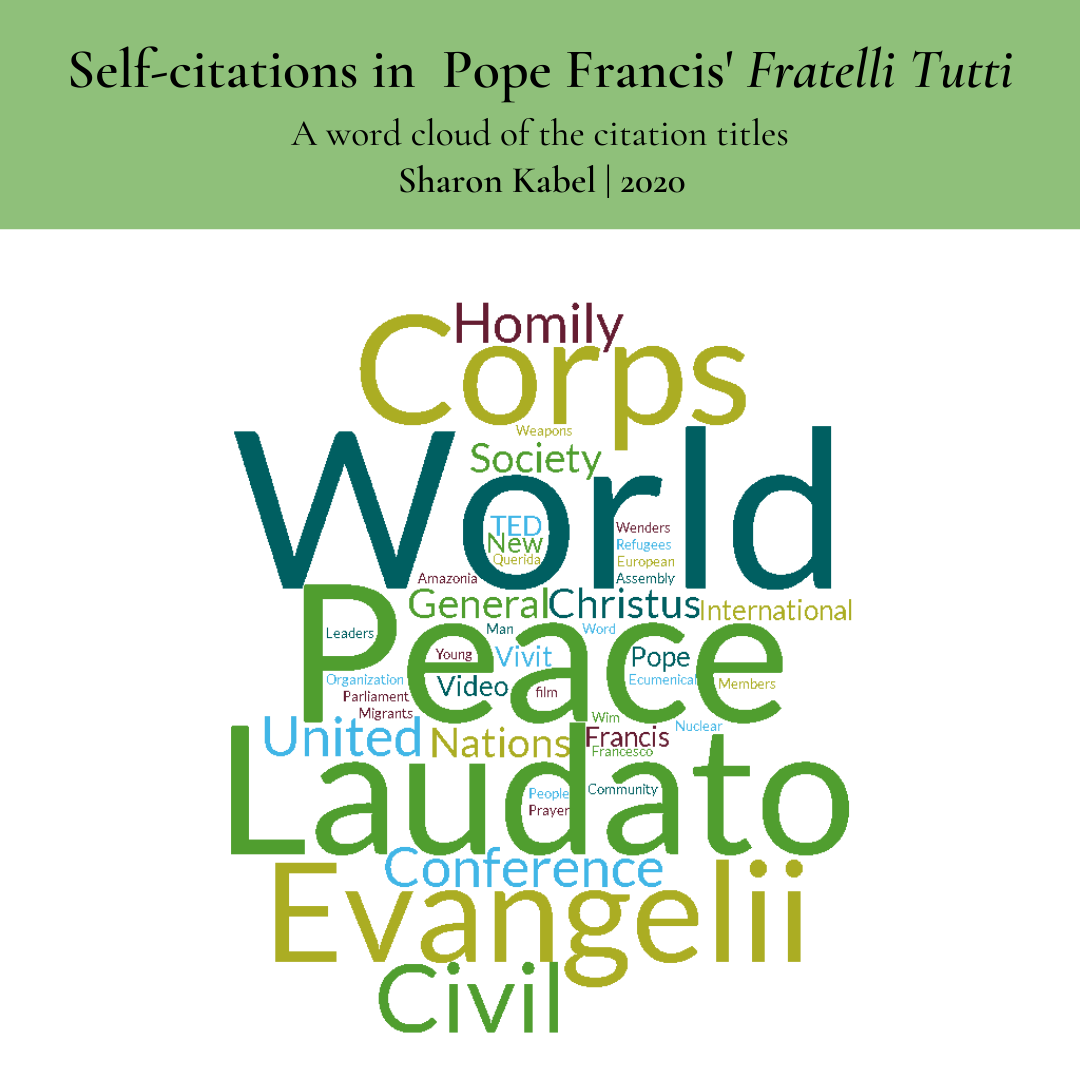 Self-citations in Pope Francis' Fratelli Tutti
A word cloud of the citation titles
Sharon Kabel | 2020
Homily
Corps
Weapons
Society
World
TED
New
Querida
Wenders
Refugees
European
Amazonia
Assembly
General
Christus
International
Peace
Leaders
Man
Word
Young
Vivit
Pope
Organization
Video
film
Ecumenical
Members
Parliament
Migrants
Wim
Nuclear
United
Nations
Francis
Francesco
Laudato
People
Community
Prayer
Conference
Evangelii
Civil